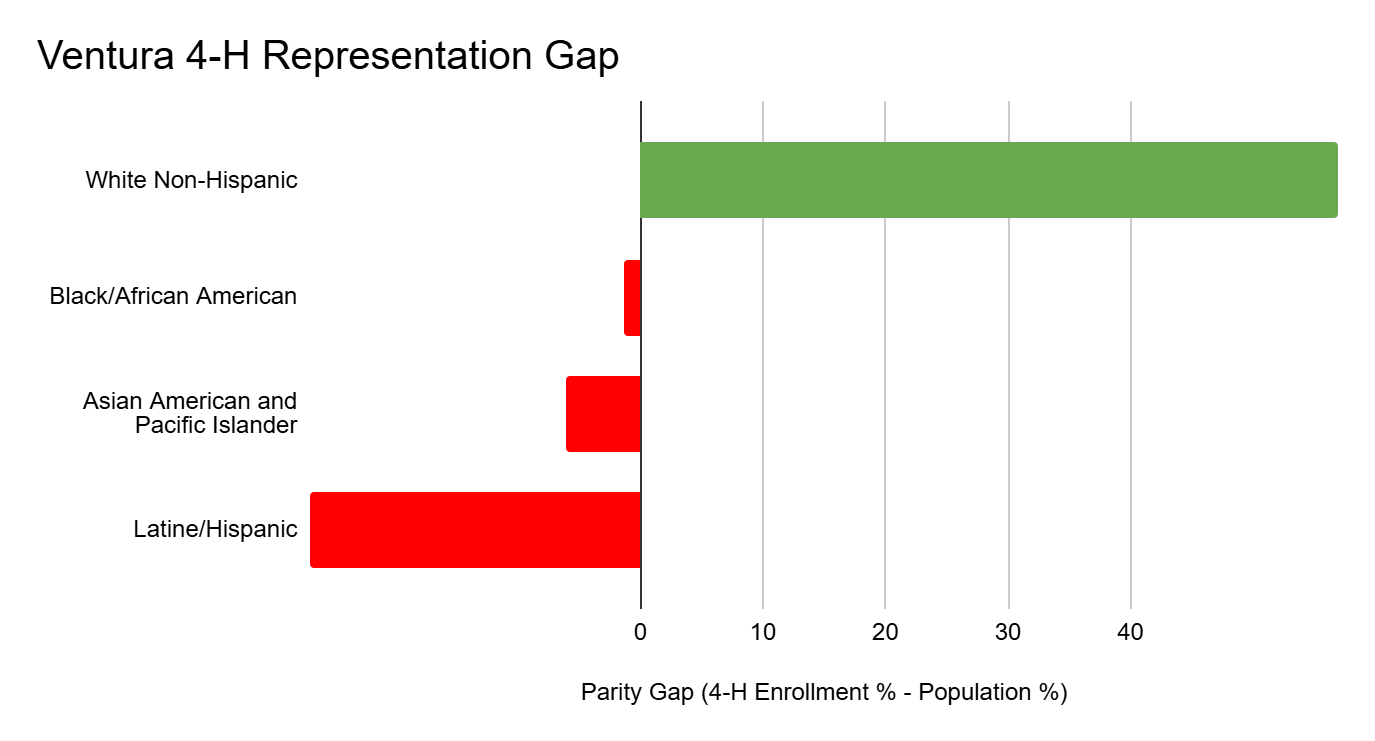 Ventura 4-H Representation Gap
White Non-Hispanic
Black/African American
Asian American and
Pacific Islander
Latine/Hispanic
0 10 20 30 40
Parity Gap (4-H Enrollment % - Population %)